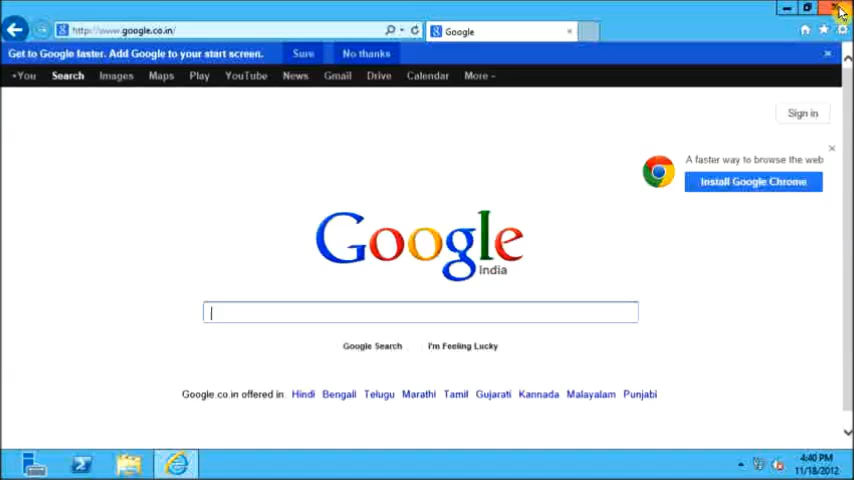 http://www.google.co.in/
Google
Get to Google faster. Add Google to your start screen. Sure No thanks
+You Search Images Maps Play YouTube News Gmail Drive Calendar More
Sign in
A faster way to browse the web
Install Google Chrome
Google
India
Google Search I'm Feeling Lucky
Google.co.in offered in Hindi Bengali Telugu Marathi Tamil Gujarati Kannada Malayalam Punjabi
4:40 PM
11/18/2012